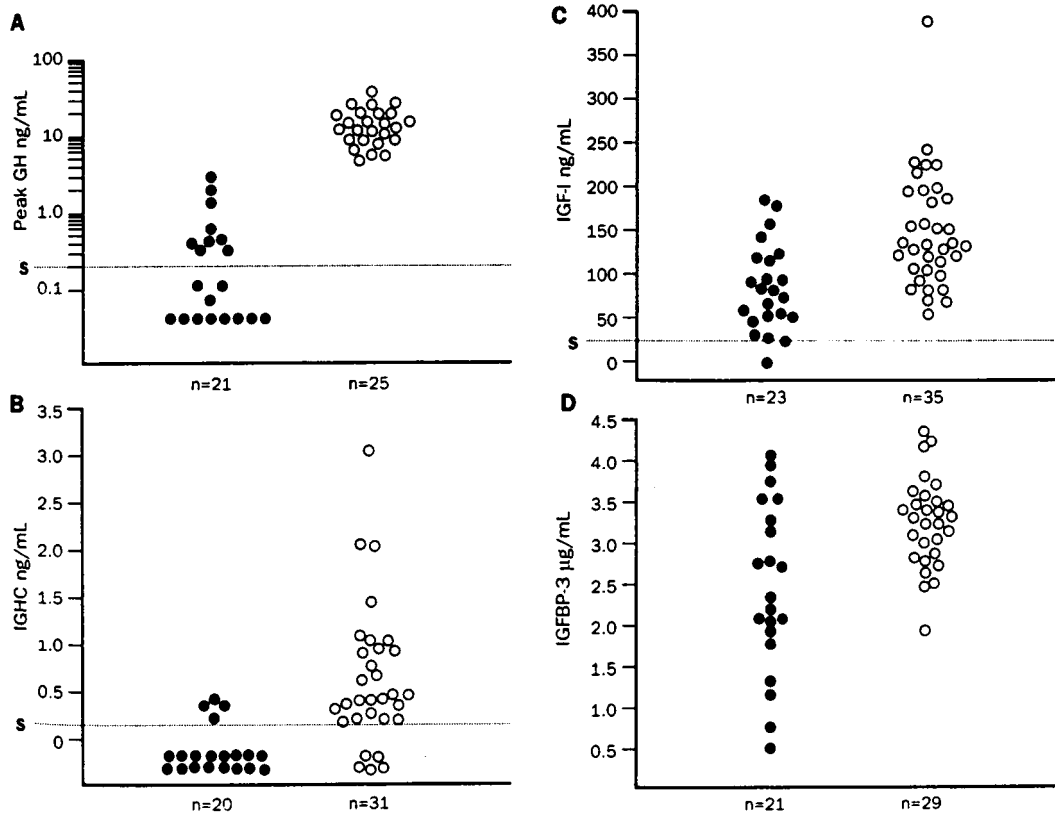 A
Peak GH ng/mL
100
10
1.0
S
0.1
n=21
n=25
B
IGHC ng/mL
3.5
3.0
2.5
2.0
1.5
1.0
0.5
S
0
n=20
n=31
C
IGF-I ng/mL
400
350
300
250
200
150
100
50
S
0
n=23
n=35
D
IGFBP-3 µg/mL
4.5
4.0
3.5
3.0
2.5
2.0
1.5
1.0
0.5
n=21
n=29